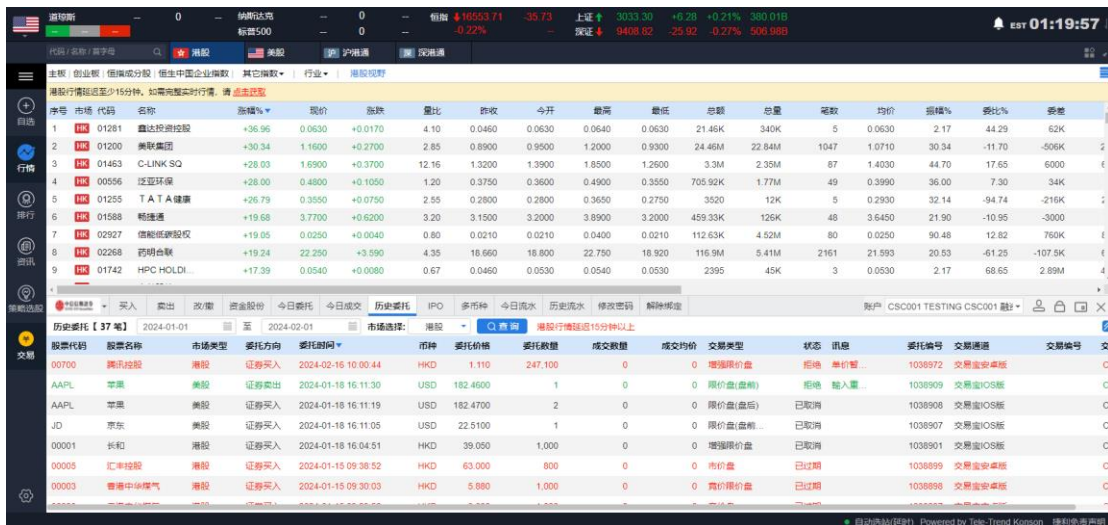 道琼斯 -- 0 -- 纳斯达克 -- 0 -- 恒指 16553.71 -35.73 上证 3033.30 +6.28 +0.21% 380.01B
-- -- -- 标普500 -- 0 -- -0.22% -- 深证 9408.62 -25.92 -0.27% 506.98B
EST 01:19:57
代码/名称/首字母 港股 美股 沪 沪港通 深 深港通
主板 | 创业板 | 恒指成分股 | 恒生中国企业指数 | 其它指数 | 行业 | 港股视野
港股行情延迟至少15分钟。如需完整实时行情,请 点击获取
序号 市场 代码 名称 涨幅% 现价 涨跌 量比 昨收 今开 最高 最低 总额 总量 笔数 均价 振幅% 委比% 委差
1 HK 01281 鑫达投资控股 +36.96 0.0630 +0.0170 4.10 0.0460 0.0630 0.0640 0.0630 21.46K 340K 5 0.0630 2.17 44.29 62K
2 HK 01200 美联集团 +30.34 1.1600 +0.2700 2.85 0.8900 0.9500 1.2000 0.9300 24.46M 22.84M 1047 1.0710 30.34 -11.70 -506K
3 HK 01463 C-LINK SQ +28.03 1.6900 +0.3700 12.16 1.3200 1.3900 1.8500 1.2600 3.3M 2.35M 87 1.4030 44.70 17.65 6000
4 HK 00556 泛亚环保 +28.00 0.4800 +0.1050 1.20 0.3750 0.3600 0.4900 0.3550 705.92K 1.77M 49 0.3990 36.00 7.30 34K
5 HK 01255 TATA健康 +26.79 0.3550 +0.0750 2.55 0.2800 0.2800 0.3650 0.2750 3520 12K 5 0.2930 32.14 -94.74 -216K
6 HK 01588 畅捷通 +19.68 3.7700 +0.6200 3.20 3.1500 3.2000 3.8900 3.2000 459.33K 126K 48 3.6450 21.90 -10.95 -3000
7 HK 02927 信能低碳股权 +19.05 0.0250 +0.0040 0.80 0.0210 0.0210 0.0400 0.0210 112.63K 4.52M 80 0.0250 90.48 12.82 760K
8 HK 02268 药明合联 +19.24 22.250 +3.590 4.35 18.660 18.800 22.750 18.920 116.9M 5.41M 2161 21.593 20.53 -61.25 -107.5K
9 HK 01742 HPC HOLDI... +17.39 0.0540 +0.0080 0.67 0.0460 0.0530 0.0540 0.0530 2395 45K 3 0.0530 2.17 68.65 2.89M
自选
行情
排行
资讯
策略选股
交易
买入 卖出 改/撤 资金股份 今日委托 今日成交 历史委托 IPO 多币种 今日流水 历史流水 修改密码 解除绑定 账户 CSC001 TESTING CSC001
历史委托【 37 笔】 2024-01-01 至 2024-02-01 市场选择: 港股 查询 港股行情延迟15分钟以上
股票代码 股票名称 市场类型 委托方向 委托时间 币种 委托价格 委托数量 成交数量 成交均价 交易类型 状态 讯息 委托编号 交易通道 交易编号
00700 腾讯控股 港股 证券买入 2024-02-16 10:00:44 HKD 1.110 247,100 0 0 增强限价盘 拒绝 单价暂... 1038972 交易宝安卓版
AAPL 苹果 美股 证券卖出 2024-01-18 16:11:30 USD 182.4600 1 0 0 限价盘(盘前) 拒绝 输入重... 1038909 交易宝IOS版
AAPL 苹果 美股 证券买入 2024-01-18 16:11:19 USD 182.4700 2 0 0 限价盘(盘后) 已取消 1038908 交易宝IOS版
JD 京东 美股 证券买入 2024-01-18 16:11:05 USD 22.5100 1 0 0 限价盘(盘前... 已取消 1038907 交易宝IOS版
00001 长和 港股 证券买入 2024-01-18 16:04:51 HKD 39.050 1,000 0 0 增强限价盘 已取消 1038901 交易宝IOS版
00005 汇丰控股 港股 证券买入 2024-01-15 09:38:52 HKD 63.000 800 0 0 市价盘 已过期 1038899 交易宝安卓版
00003 香港中华煤气 港股 证券买入 2024-01-15 09:30:03 HKD 5.880 1,000 0 0 竞价限价盘 已过期 1038898 交易宝安卓版
自动选站(延时) Powered by Tele-Trend Konson 捷利免责声明